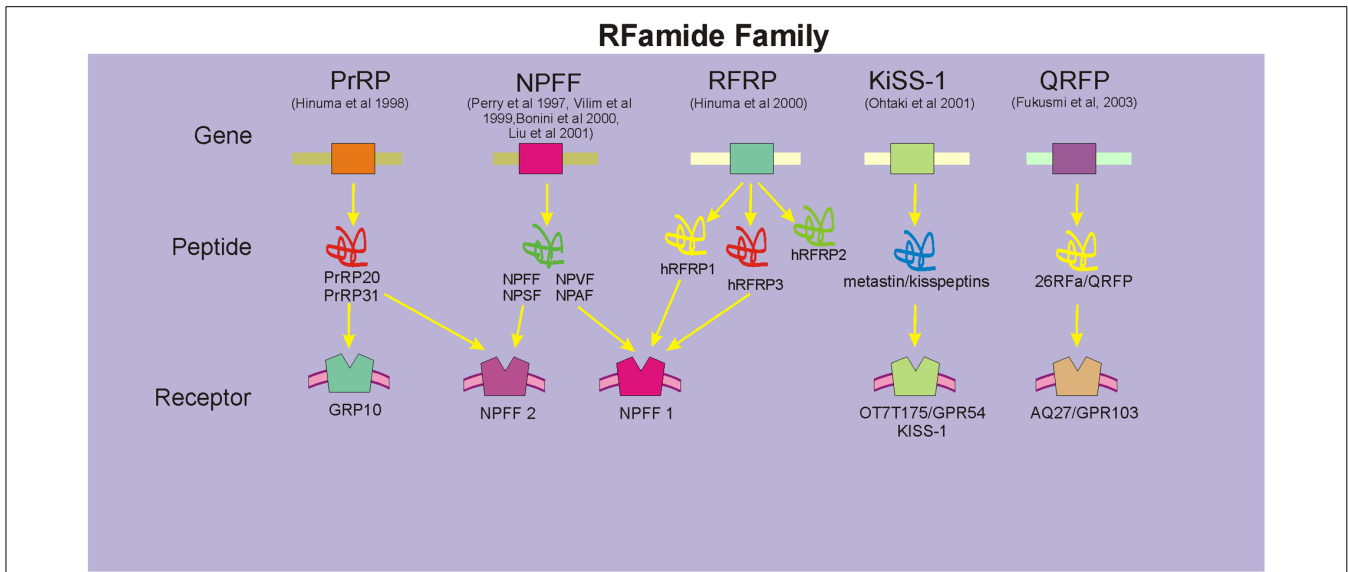 RFamide Family
PrRP
(Hinuma et al 1998)
NPFF
(Perry et al 1997, Vilim et al
1999,Bonini et al 2000,
Liu et al 2001)
RFRP
(Hinuma et al 2000)
KiSS-1
(Ohtaki et al 2001)
QRFP
(Fukusmi et al, 2003)
Gene
Peptide
PrRP20
PrRP31
NPFF NPVF
NPSF NPAF
hRFRP1
hRFRP3
hRFRP2
metastin/kisspeptins
26RFa/QRFP
Receptor
GRP10
NPFF 2
NPFF 1
OT7T175/GPR54
KISS-1
AQ27/GPR103